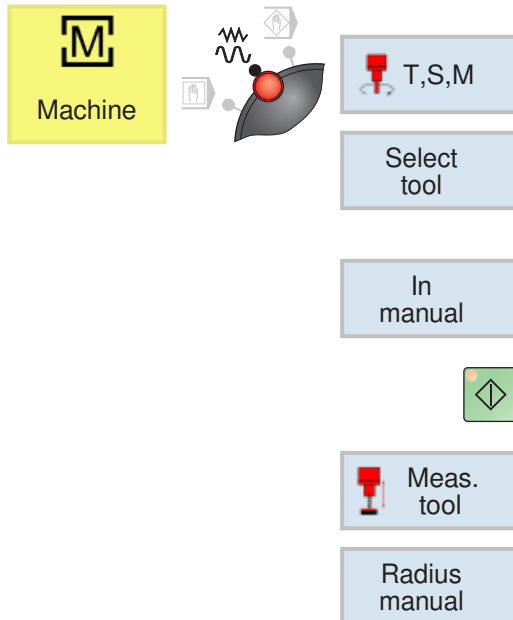 M
Machine
T,S,M
Select
tool
In
manual
Meas.
tool
Radius
manual